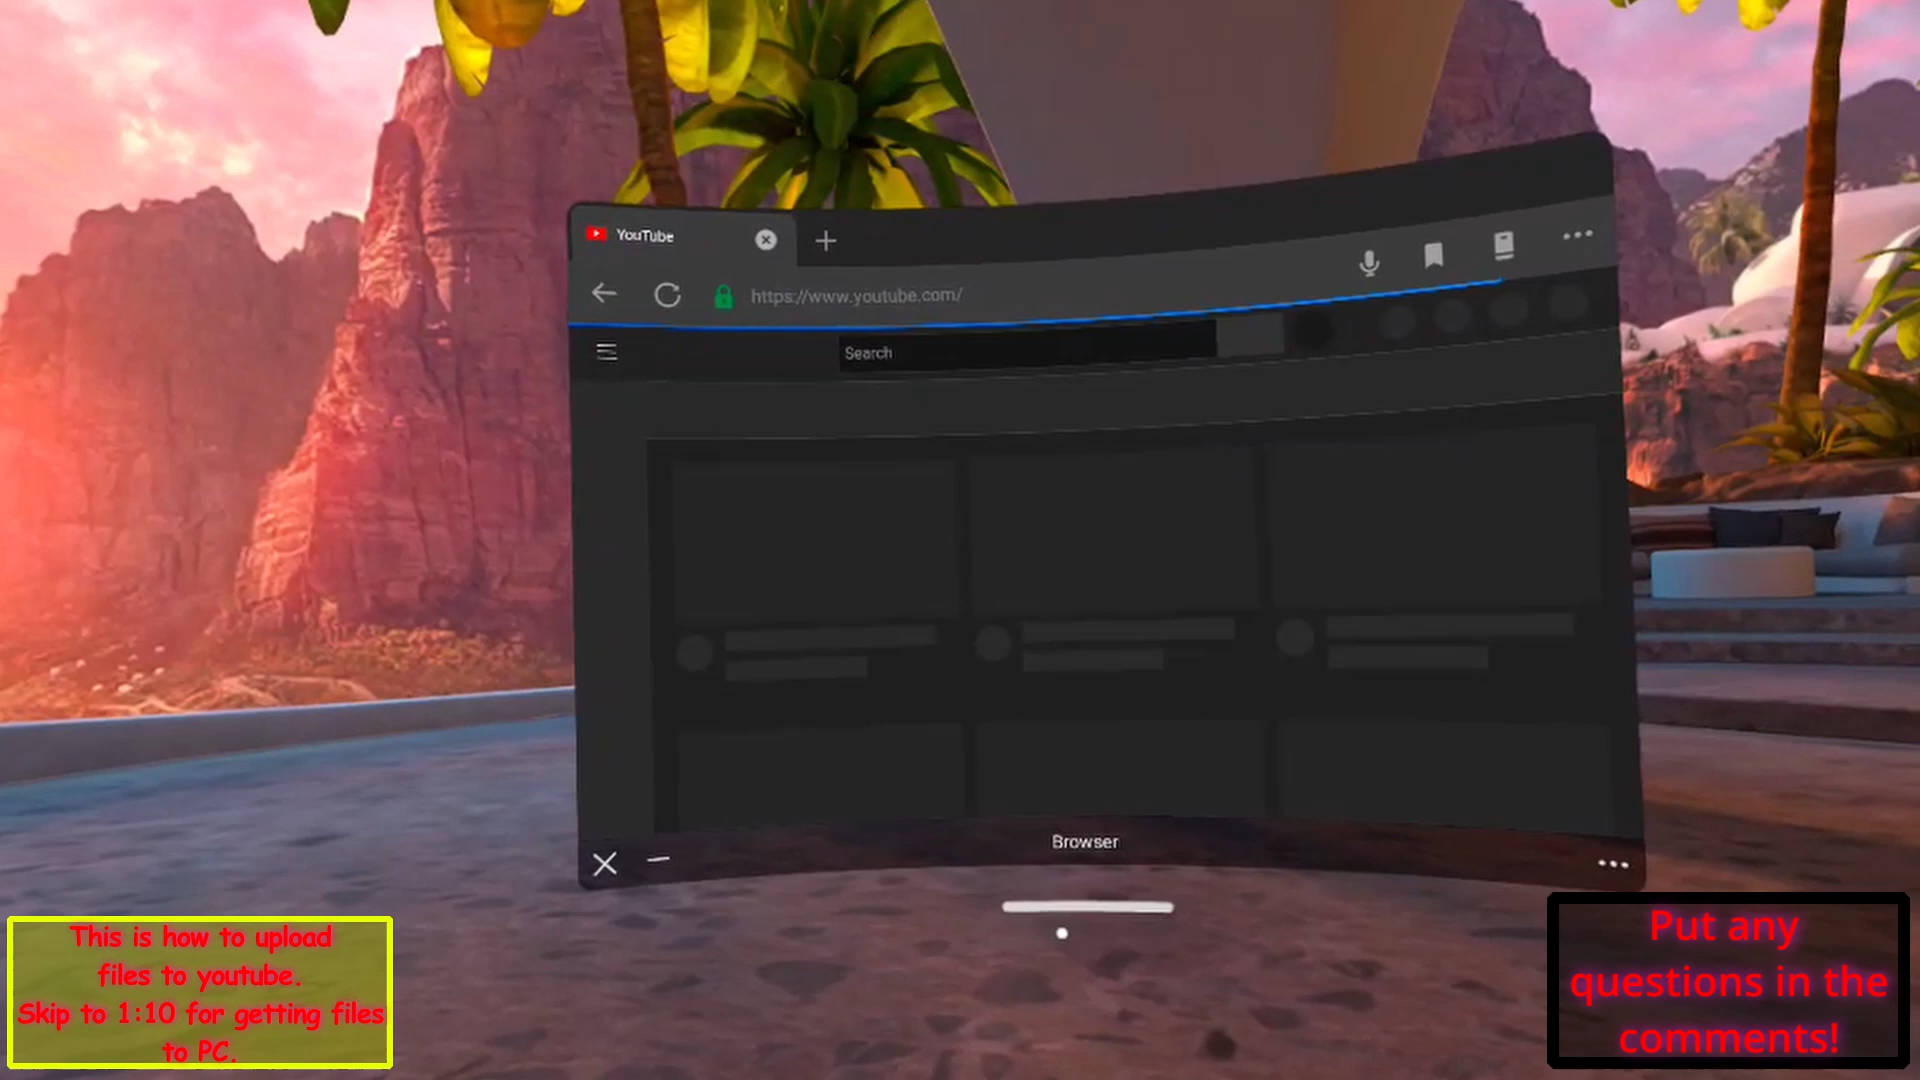 YouTube
https://www.youtube.com/
Search
Browser
This is how to upload
files to youtube.
Skip to 1:10 for getting files
to PC.
Put any
questions in the
comments!